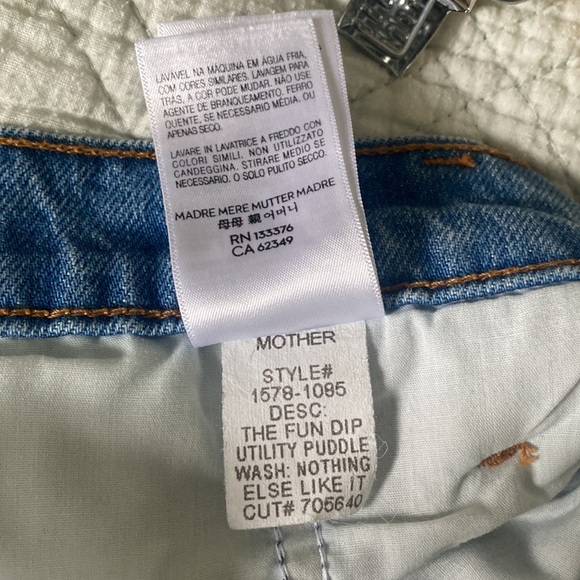 LAVÁVEL NA MÁQUINA EM ÁGUA FRIA,
COM CORES SIMILARES. LAVAGEM PARA
TRÁS, A COR PODE MUDAR. NÃO USE
AGENTE DE BRANQUEAMENTO. FERRO
QUENTE, SE NECESSÁRIO MÉDIA. OU
APENAS SECO.
LAVARE IN LAVATRICE A FREDDO CON
COLORI SIMILI. NON UTILIZZATO
CANDEGGINA, STIRARE MEDIO SE
NECESSARIO. O SOLO PULITO SECCO.
MADRE MERE MUTTER MADRE
母母 親 어머니
RN 133376
CA 62349
MOTHER
STYLE#
1578-1095
DESC:
THE FUN DIP
UTILITY PUDDLE
WASH: NOTHING
ELSE LIKE IT
CUT# 705640